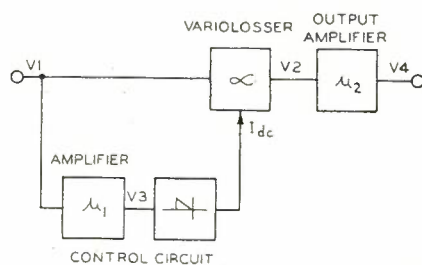 VARIOLOSSER
OUTPUT
AMPLIFIER
V1
∝
V2
μ2
V4
Idc
AMPLIFIER
μ1
V3
CONTROL CIRCUIT